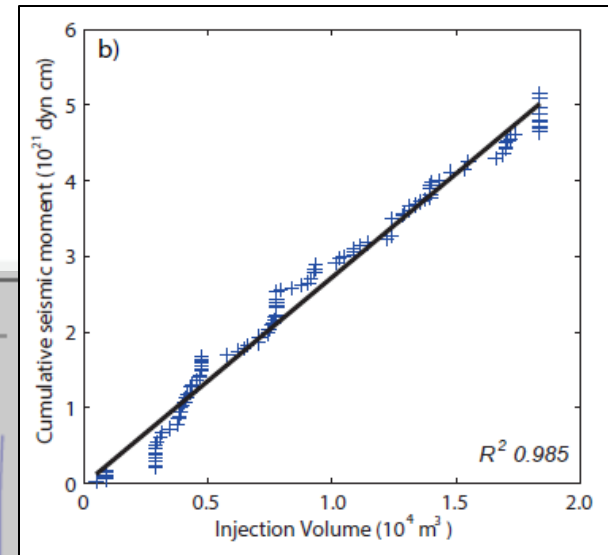 b)
6
5
4
3
2
1
0
Cumulative seismic moment (10²¹ dyn cm)
R² 0.985
0 0.5 1.0 1.5 2.0
Injection Volume (10⁴ m³)